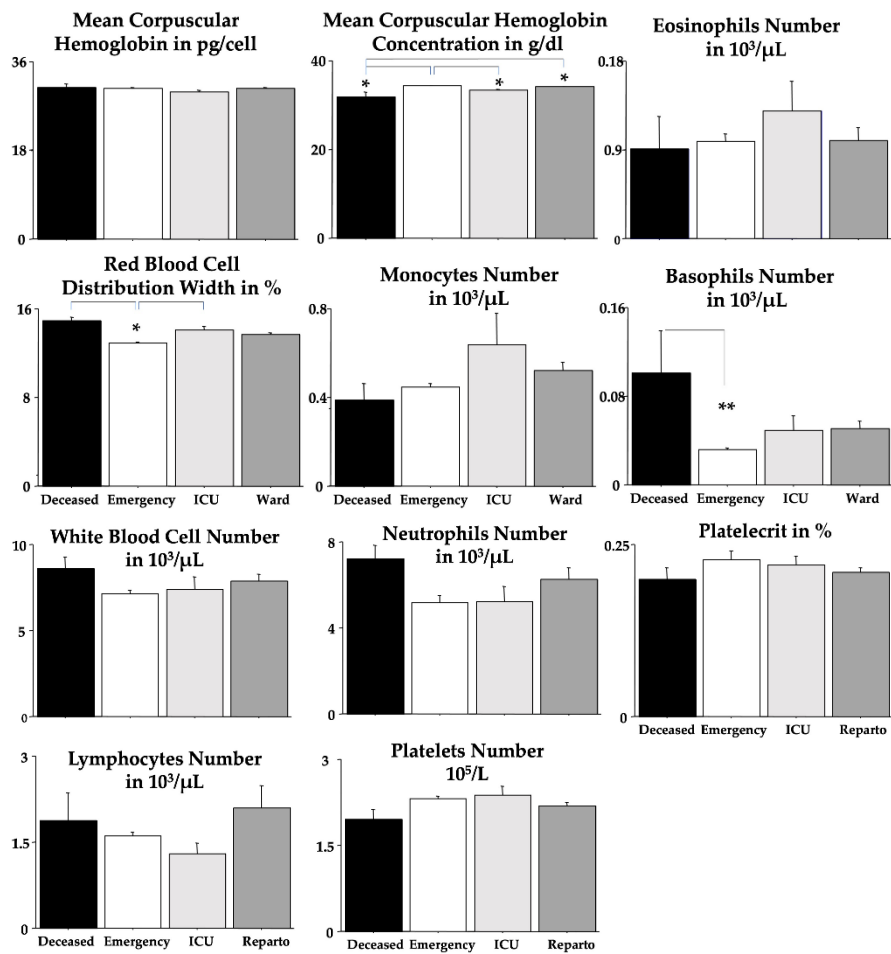 Mean Corpuscular
Hemoglobin in pg/cell
36
18
0
Mean Corpuscular Hemoglobin
Concentration in g/dl
40
20
0
*
*
*
Eosinophils Number
in 10³/µL
0.18
0.9
0
Red Blood Cell
Distribution Width in %
16
8
0
*
Deceased Emergency ICU Ward
Monocytes Number
in 10³/µL
0.8
0.4
0
Deceased Emergency ICU Ward
Basophils Number
in 10³/µL
0.16
0.08
0
**
Deceased Emergency ICU Ward
White Blood Cell Number
in 10³/µL
10
5
0
Neutrophils Number
in 10³/µL
8
4
0
Platelecrit in %
0.25
0
Deceased Emergency ICU Reparto
Lymphocytes Number
in 10³/µL
3
1.5
0
Deceased Emergency ICU Reparto
Platelets Number
10⁵/L
3
1.5
0
Deceased Emergency ICU Reparto